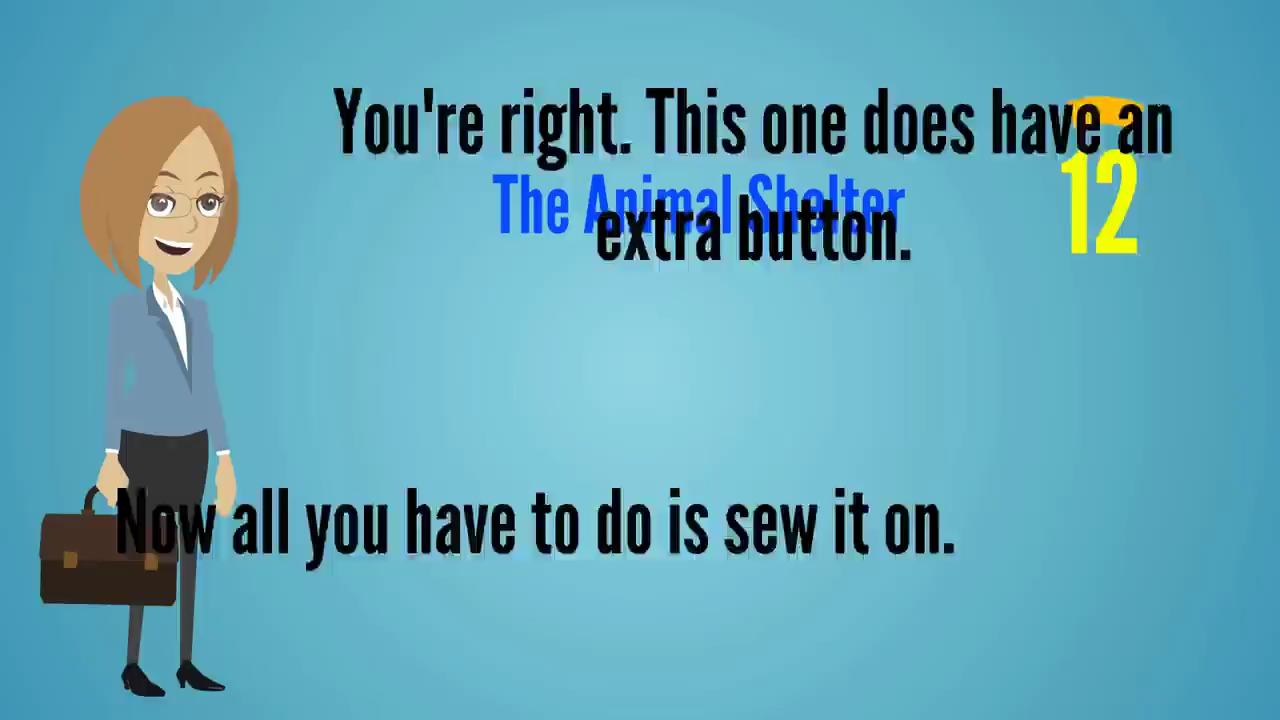 You're right. This one does have an
extra button.
The Animal Shelter
12
Now all you have to do is sew it on.